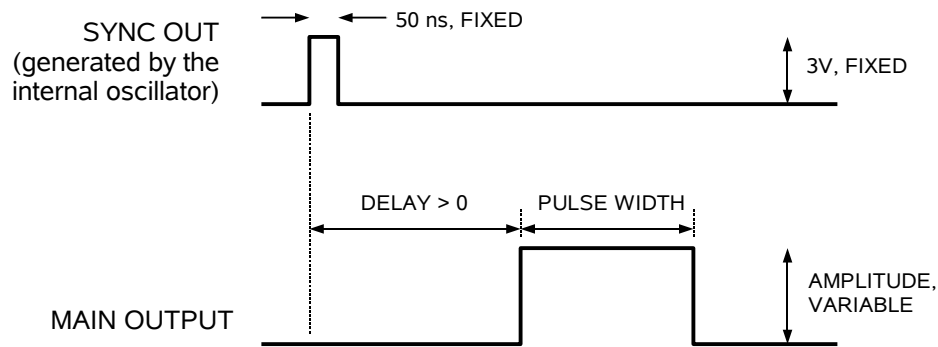 SYNC OUT
(generated by the
internal oscillator)
50 ns, FIXED
3V, FIXED
DELAY > 0
PULSE WIDTH
AMPLITUDE,
VARIABLE
MAIN OUTPUT